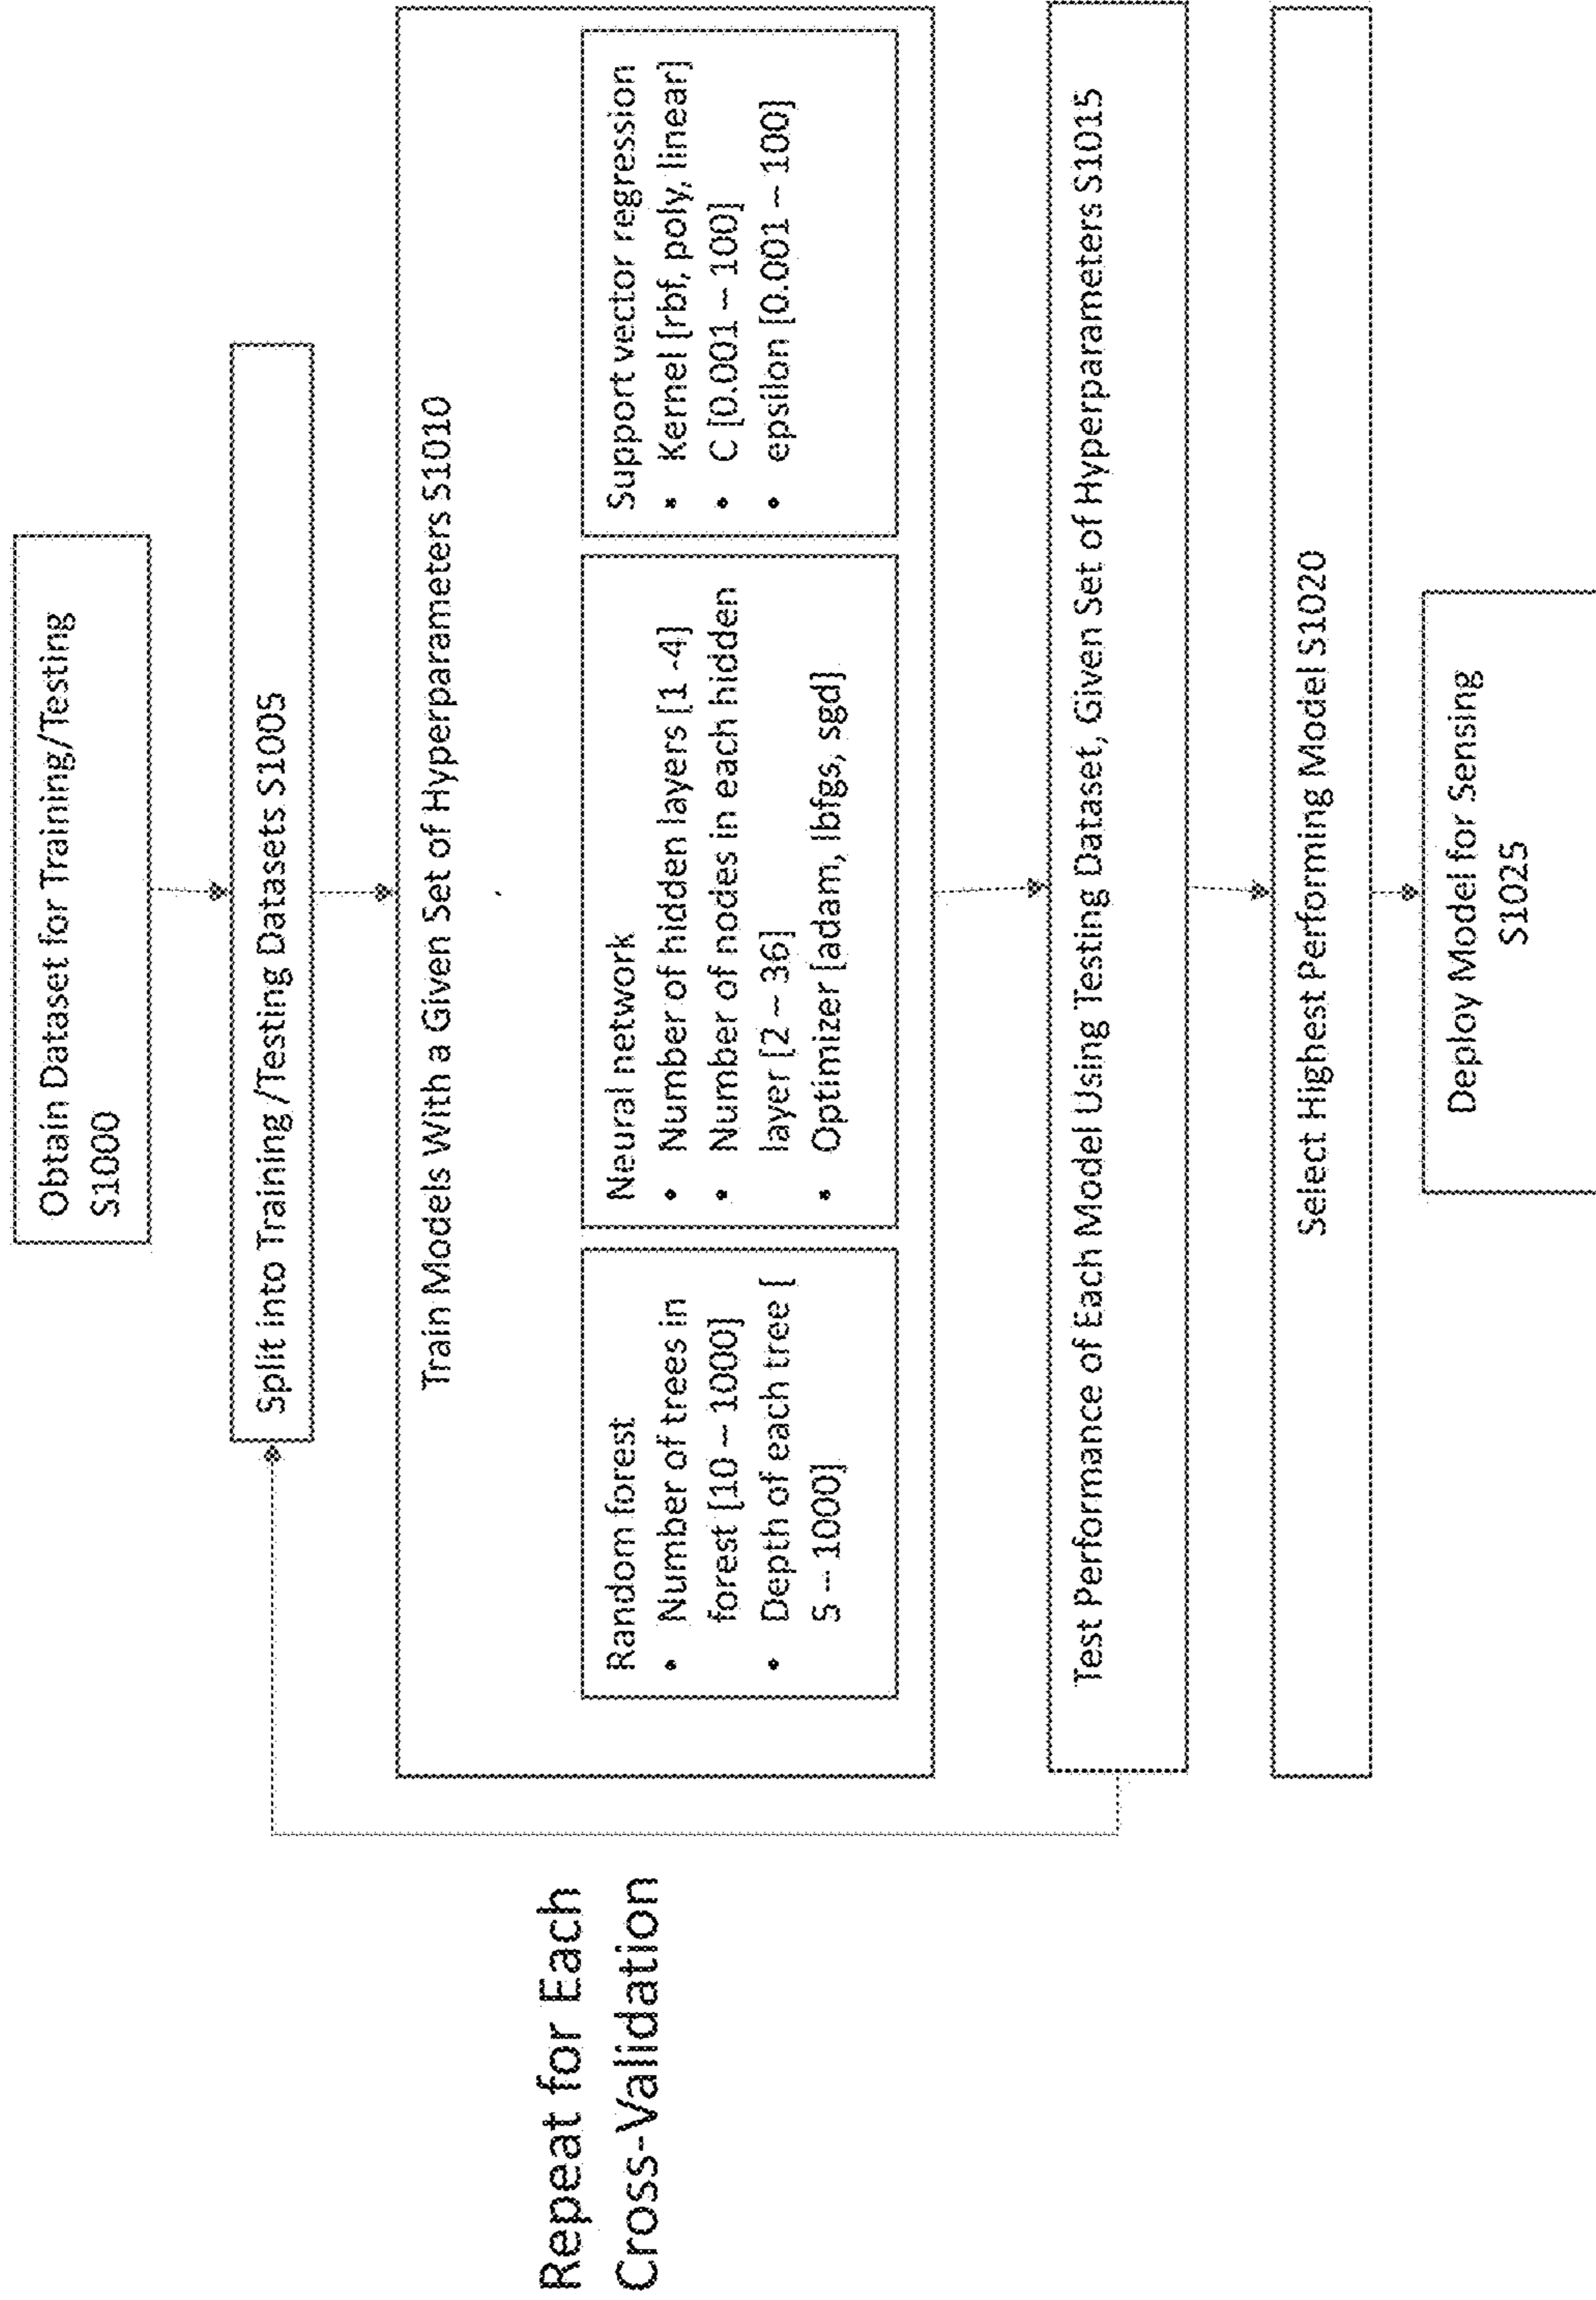 Obtain Dataset for Training/Testing
S1000
Split into Training /Testing Datasets S1005
Train Models With a Given Set of Hyperparameters S1010
Random forest
• Number of trees in
forest [10 – 1000]
• Depth of each tree [
5 – 1000]
Neural network
• Number of hidden layers [1 -4]
• Number of nodes in each hidden
layer [2 – 36]
• Optimizer [adam, lbfgs, sgd]
Support vector regression
• Kernel [rbf, poly, linear]
• C [0.001 – 100]
• epsilon [0.001 – 100]
Repeat for Each
Cross-Validation
Test Performance of Each Model Using Testing Dataset, Given Set of Hyperparameters S1015
Select Highest Performing Model S1020
Deploy Model for Sensing
S1025